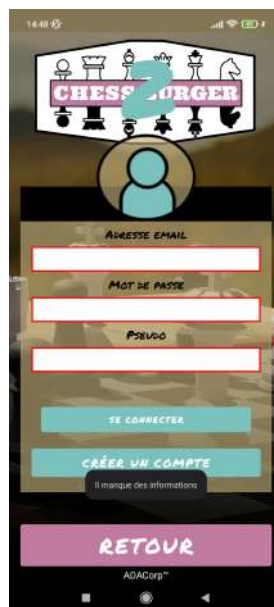 14:40
CHESS BURGER
2
ADRESSE EMAIL
MOT DE PASSE
PSEUDO
SE CONNECTER
CRÉER UN COMPTE
Il manque des informations
RETOUR
ADACorp™